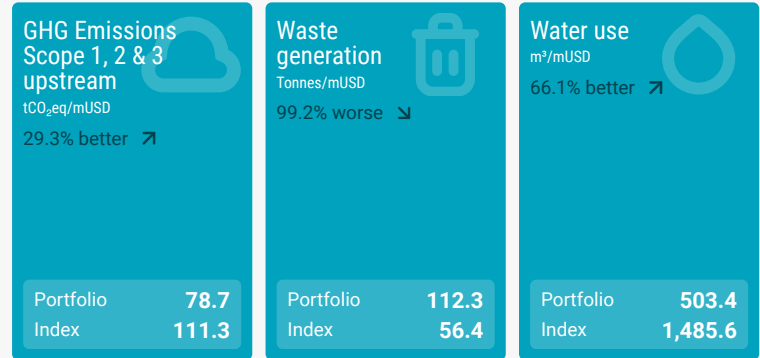 GHG Emissions
Scope 1, 2 & 3
upstream
tCO₂eq/mUSD
29.3% better
Portfolio 78.7
Index 111.3
Waste
generation
Tonnes/mUSD
99.2% worse
Portfolio 112.3
Index 56.4
Water use
m³/mUSD
66.1% better
Portfolio 503.4
Index 1,485.6